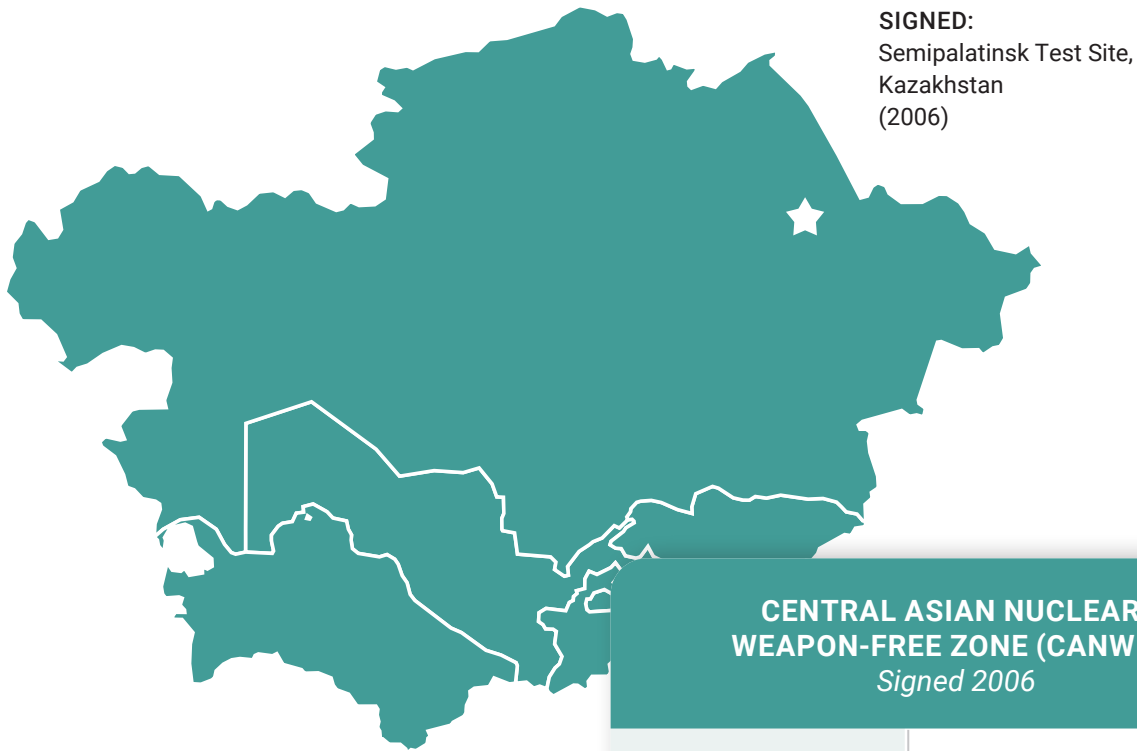 SIGNED:
Semipalatinsk Test Site,
Kazakhstan
(2006)
CENTRAL ASIAN NUCLEAR
WEAPON-FREE ZONE (CANW
Signed 2006